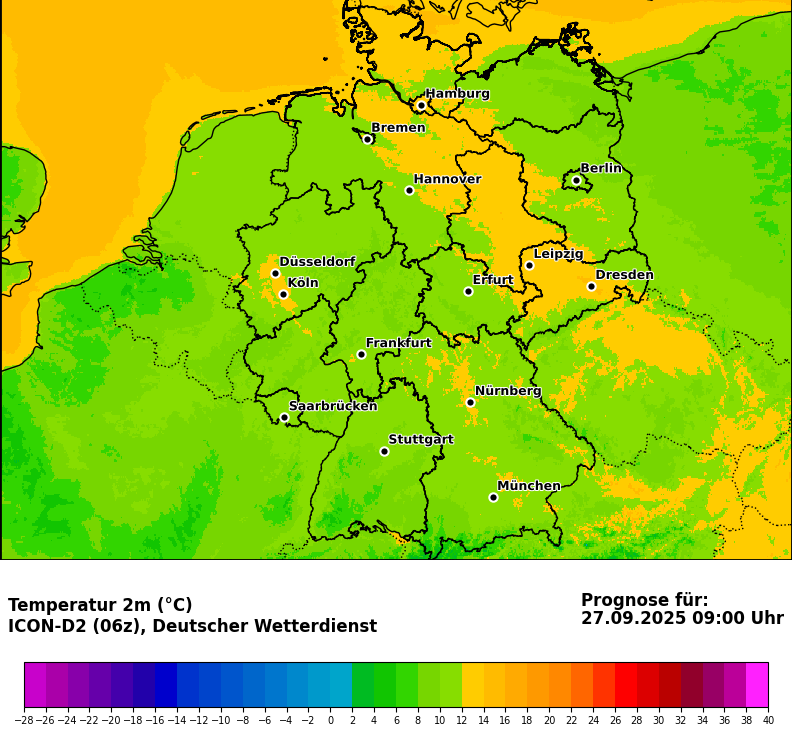 Hamburg
Bremen
Berlin
Hannover
Leipzig
Düsseldorf
Dresden
Köln
Erfurt
Frankfurt
Nürnberg
Saarbrücken
Stuttgart
München
Temperatur 2m (°C)
ICON-D2 (06z), Deutscher Wetterdienst
Prognose für:
27.09.2025 09:00 Uhr
−28 −26 −24 −22 −20 −18 −16 −14 −12 −10 −8 −6 −4 −2 0 2 4 6 8 10 12 14 16 18 20 22 24 26 28 30 32 34 36 38 40